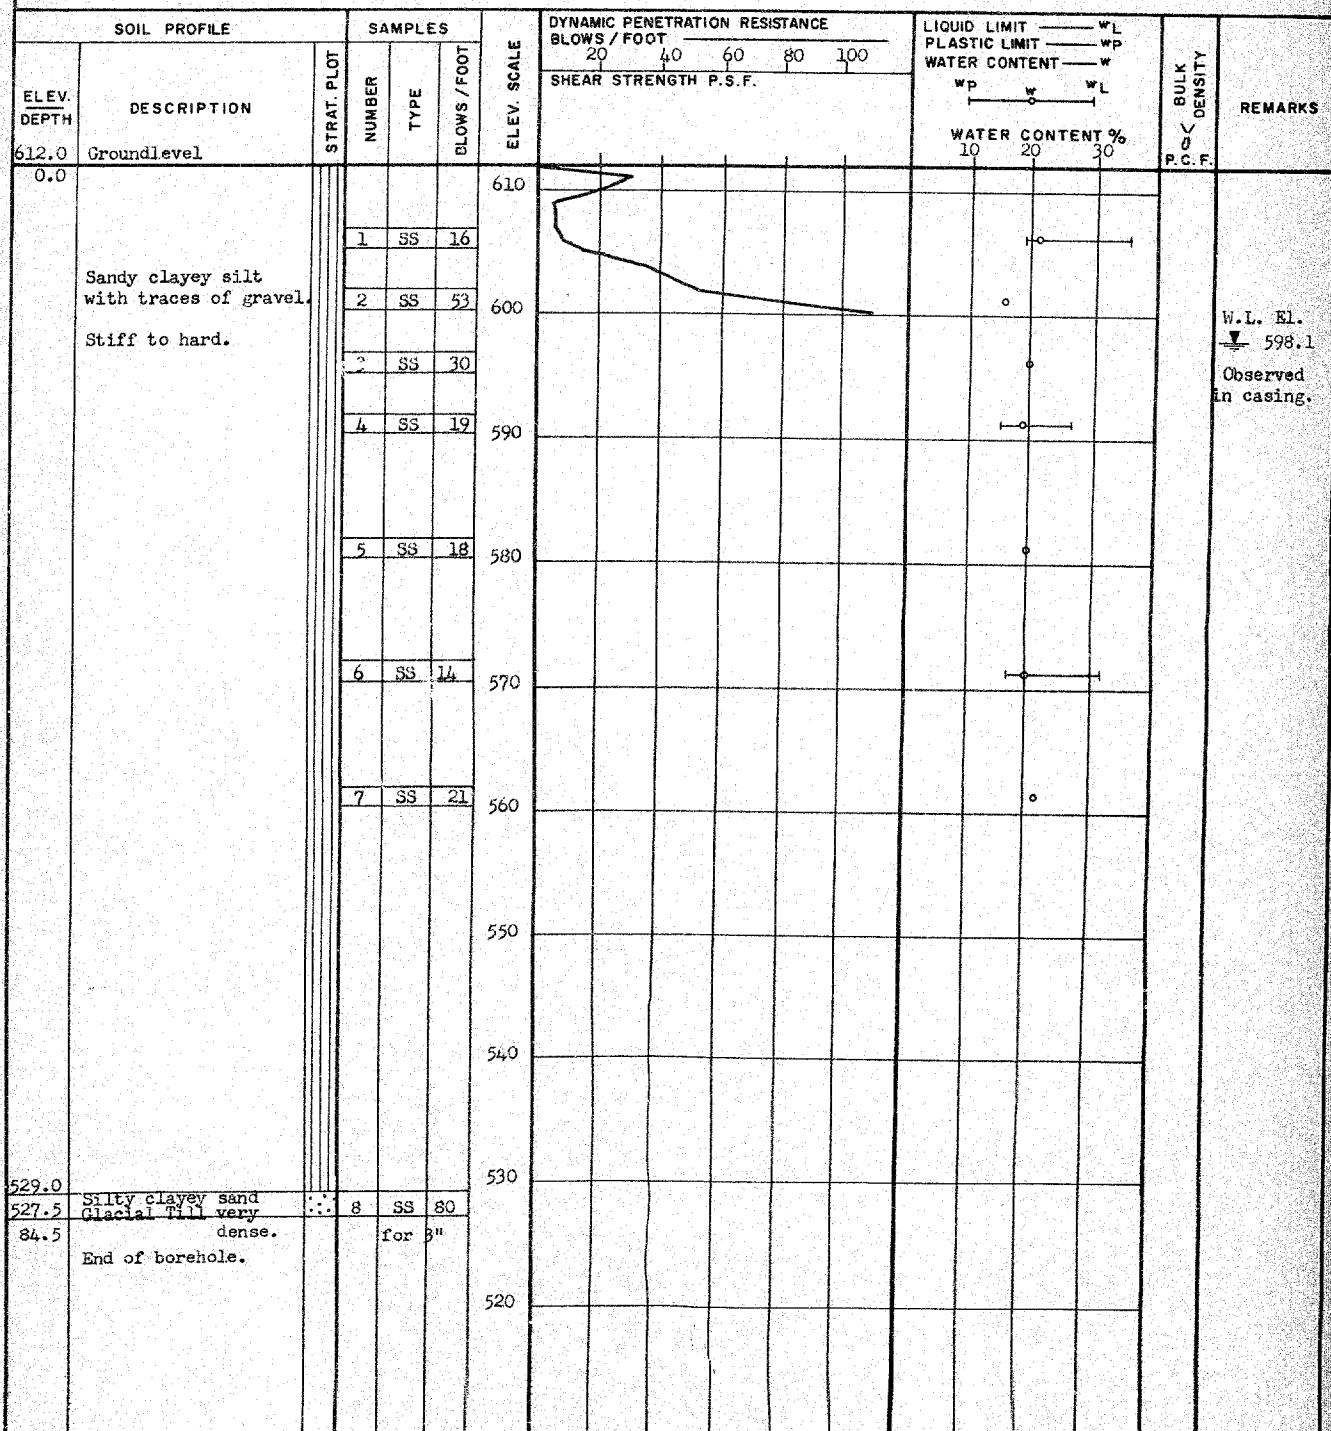 SOIL PROFILE
SAMPLES
ELEV. SCALE
DYNAMIC PENETRATION RESISTANCE
BLOWS / FOOT
20 40 60 80 100
SHEAR STRENGTH P.S.F.
LIQUID LIMIT wL
PLASTIC LIMIT wP
WATER CONTENT w
wP w wL
WATER CONTENT %
10 20 30
BULK DENSITY
γ
P.C.F.
REMARKS
ELEV.
DEPTH
DESCRIPTION
STRAT. PLOT
NUMBER
TYPE
BLOWS / FOOT
612.0 Groundlevel
0.0
610
1 SS 16
Sandy clayey silt
with traces of gravel.
2 SS 53
600
Stiff to hard.
W.L. El.
598.1
Observed
in casing.
3 SS 30
4 SS 19
590
5 SS 18
580
6 SS 14
570
7 SS 21
560
550
540
530
529.0
Silty clayey sand
527.5 Glacial Till very
dense.
8 SS 80
for 3"
84.5
End of borehole.
520